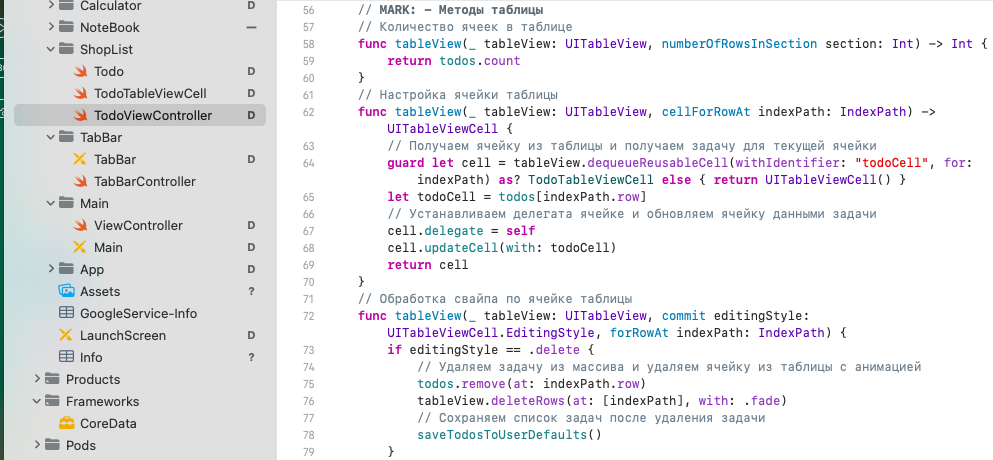 Calculator D
NoteBook —
ShopList
Todo D
TodoTableViewCell D
TodoViewController D
TabBar
TabBar D
TabBarController D
Main
ViewController D
Main D
App D
Assets ?
GoogleService-Info
LaunchScreen D
Info ?
Products
Frameworks
CoreData
Pods
56 // MARK: - Методы таблицы
57 // Количество ячеек в таблице
58 func tableView(_ tableView: UITableView, numberOfRowsInSection section: Int) -> Int {
59 return todos.count
60 }
61 // Настройка ячейки таблицы
62 func tableView(_ tableView: UITableView, cellForRowAt indexPath: IndexPath) ->
UITableViewCell {
63 // Получаем ячейку из таблицы и получаем задачу для текущей ячейки
64 guard let cell = tableView.dequeueReusableCell(withIdentifier: "todoCell", for:
indexPath) as? TodoTableViewCell else { return UITableViewCell() }
65 let todoCell = todos[indexPath.row]
66 // Устанавливаем делегата ячейке и обновляем ячейку данными задачи
67 cell.delegate = self
68 cell.updateCell(with: todoCell)
69 return cell
70 }
71 // Обработка свайпа по ячейке таблицы
72 func tableView(_ tableView: UITableView, commit editingStyle:
UITableViewCell.EditingStyle, forRowAt indexPath: IndexPath) {
73 if editingStyle == .delete {
74 // Удаляем задачу из массива и удаляем ячейку из таблицы с анимацией
75 todos.remove(at: indexPath.row)
76 tableView.deleteRows(at: [indexPath], with: .fade)
77 // Сохраняем список задач после удаления задачи
78 saveTodosToUserDefaults()
79 }